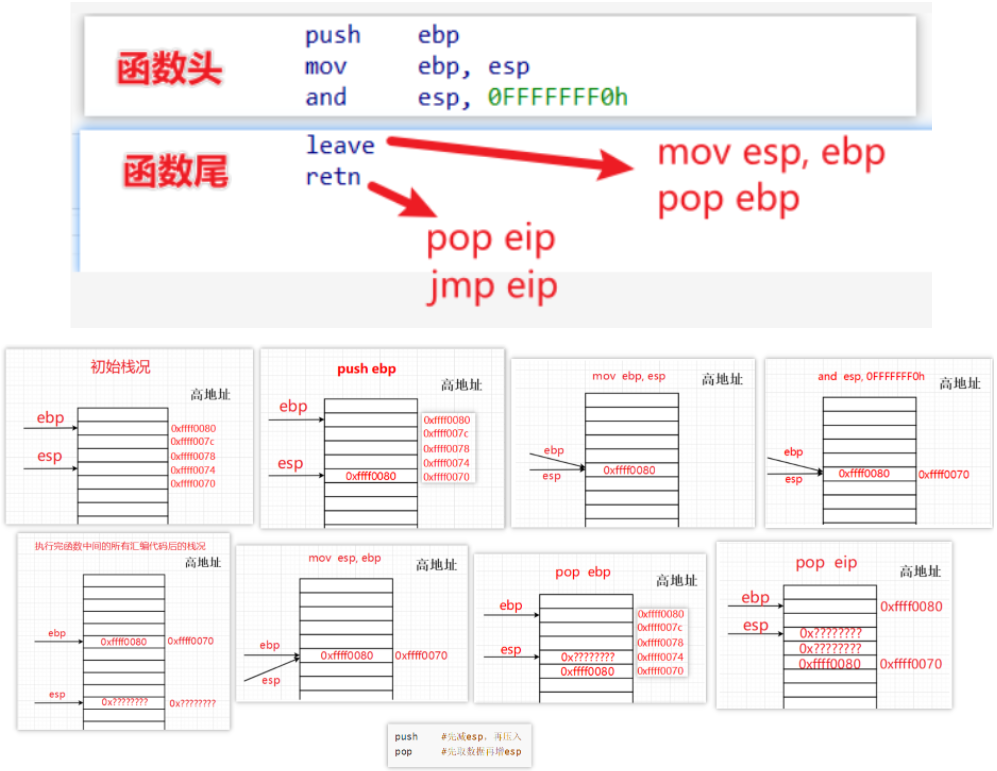 函数头
push ebp
mov ebp, esp
and esp, 0FFFFFFF0h
函数尾
leave
retn
mov esp, ebp
pop ebp
pop eip
jmp eip
初始栈况
高地址
ebp
esp
0xffff0080
0xffff007c
0xffff0078
0xffff0074
0xffff0070
push ebp
高地址
ebp
esp
0xffff0080
0xffff0080
0xffff007c
0xffff0078
0xffff0074
0xffff0070
mov ebp, esp
高地址
ebp
esp
0xffff0080
and esp, 0FFFFFFF0h
高地址
ebp
esp
0xffff0080
0xffff0070
执行完函数中间的所有汇编代码后的栈况
高地址
ebp
0xffff0080
0xffff0070
esp
0x????????
0x????????
mov esp, ebp
高地址
ebp
esp
0xffff0080
0xffff0070
pop ebp
高地址
ebp
esp
0x????????
0xffff0080
0xffff0080
0xffff007c
0xffff0078
0xffff0074
0xffff0070
pop eip
高地址
ebp
0xffff0080
esp
0x????????
0x????????
0xffff0080
0xffff0070
push #先减esp，再压入
pop #先取数据再增esp